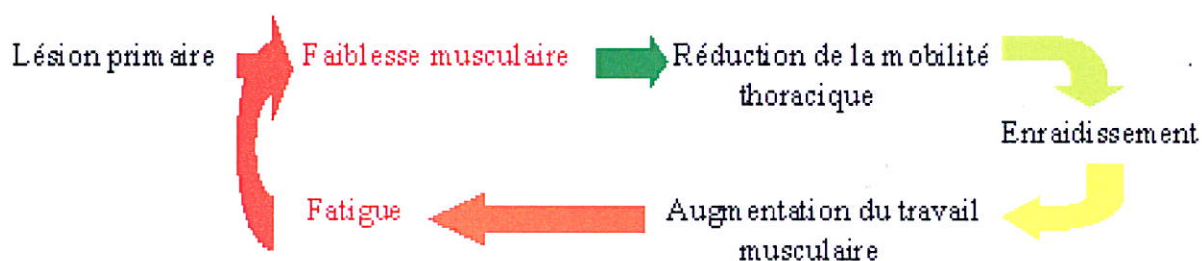 Lésion primaire
Faiblesse musculaire
Réduction de la mobilité
thoracique
Enraidissement
Augmentation du travail
musculaire
Fatigue